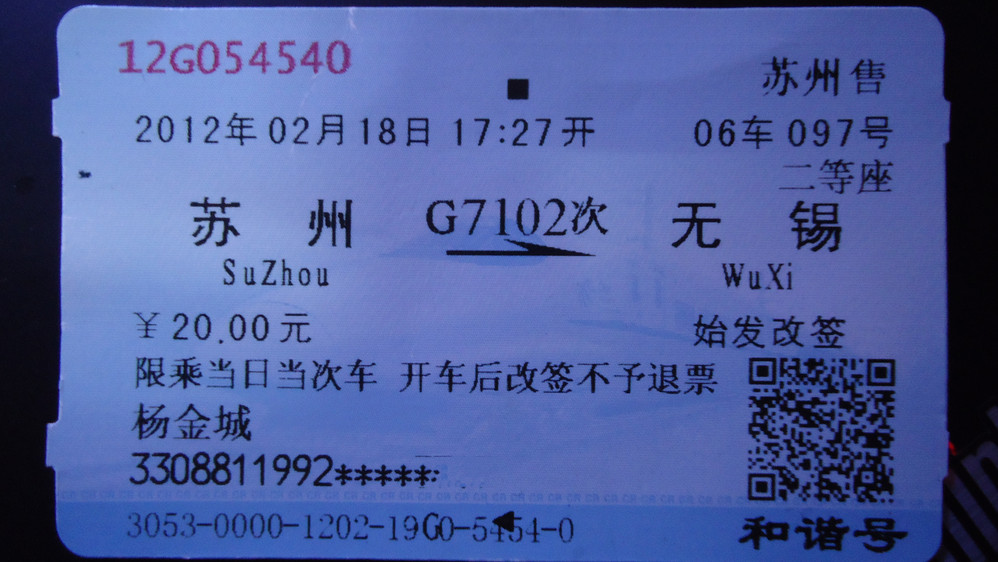 12G054540
苏州售
2012年02月18日 17:27开 06车 097号
二等座
苏州 G7102次 无锡
SuZhou WuXi
￥20.00元 始发改签
限乘当日当次车 开车后改签不予退票
杨金城
3308811992*****
3053-0000-1202-19G0-5454-0
和谐号